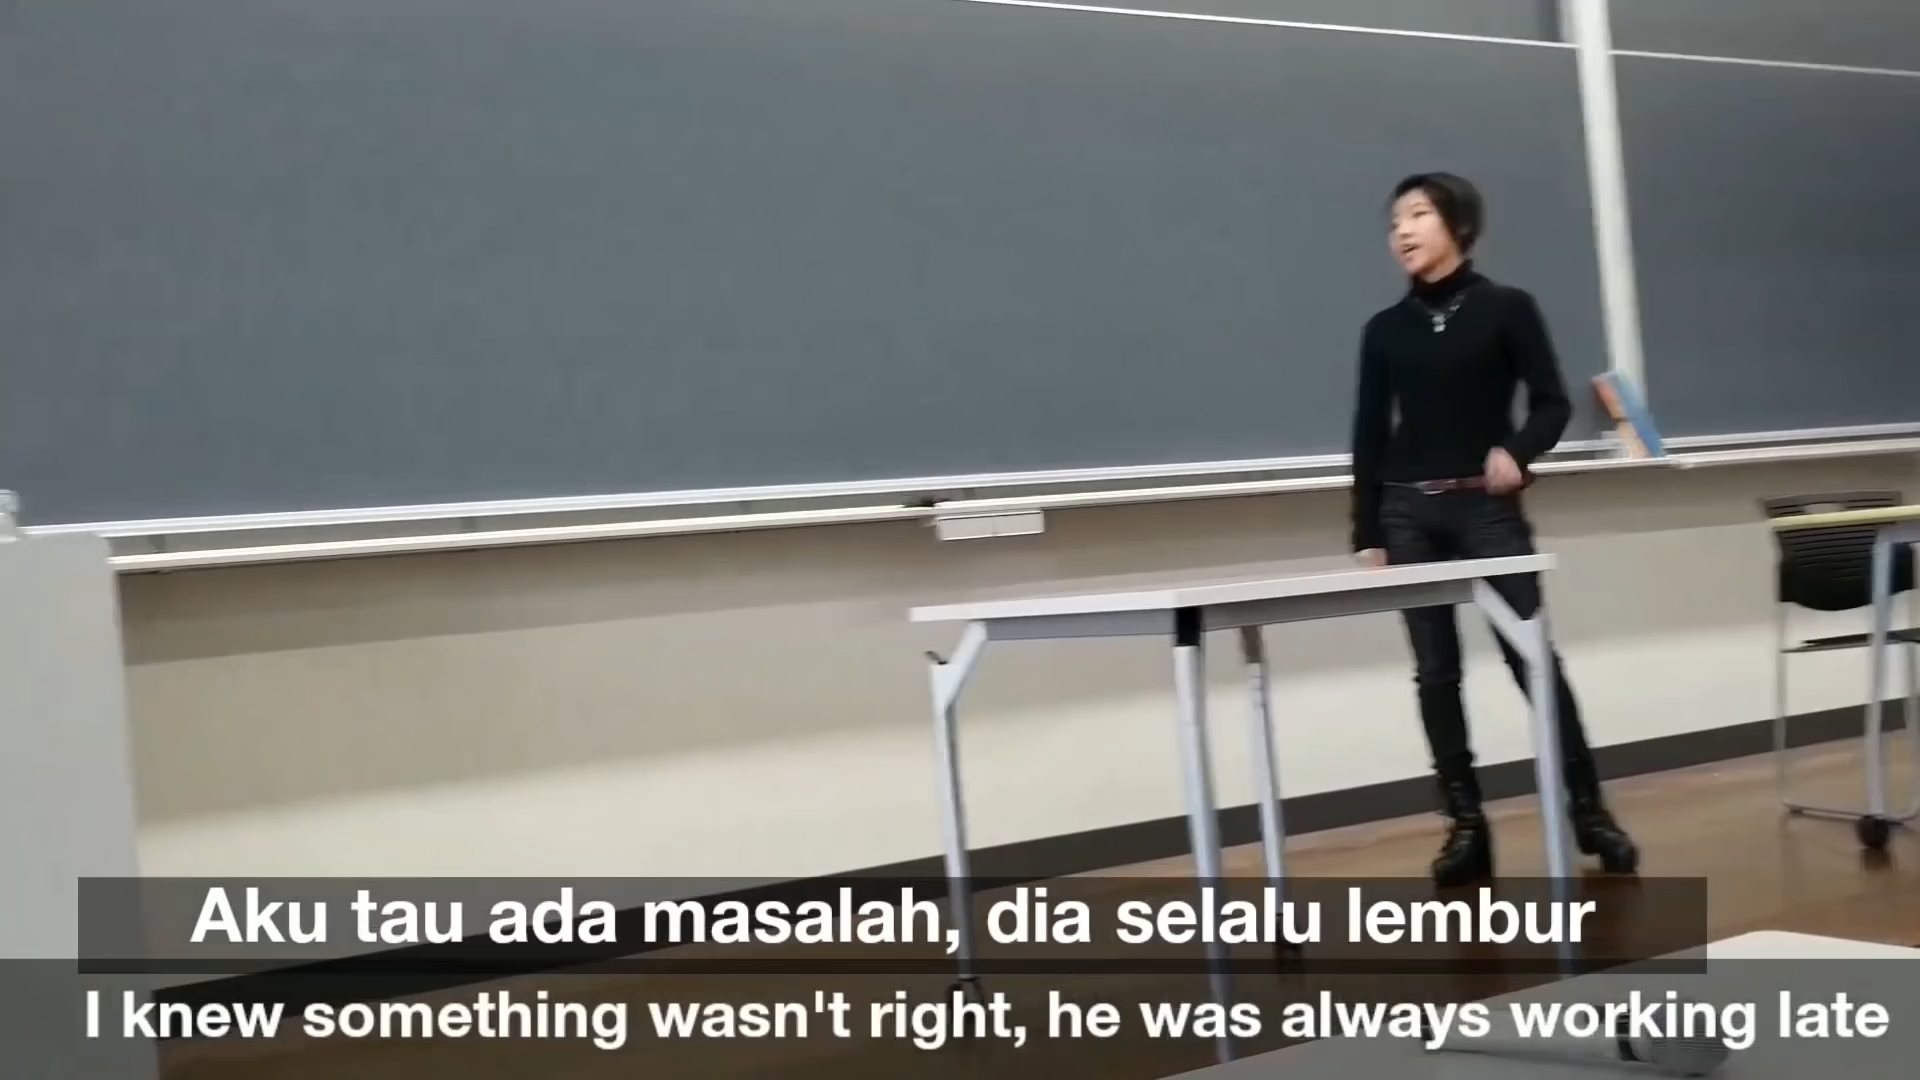 Aku tau ada masalah, dia selalu lembur
I knew something wasn't right, he was always working late